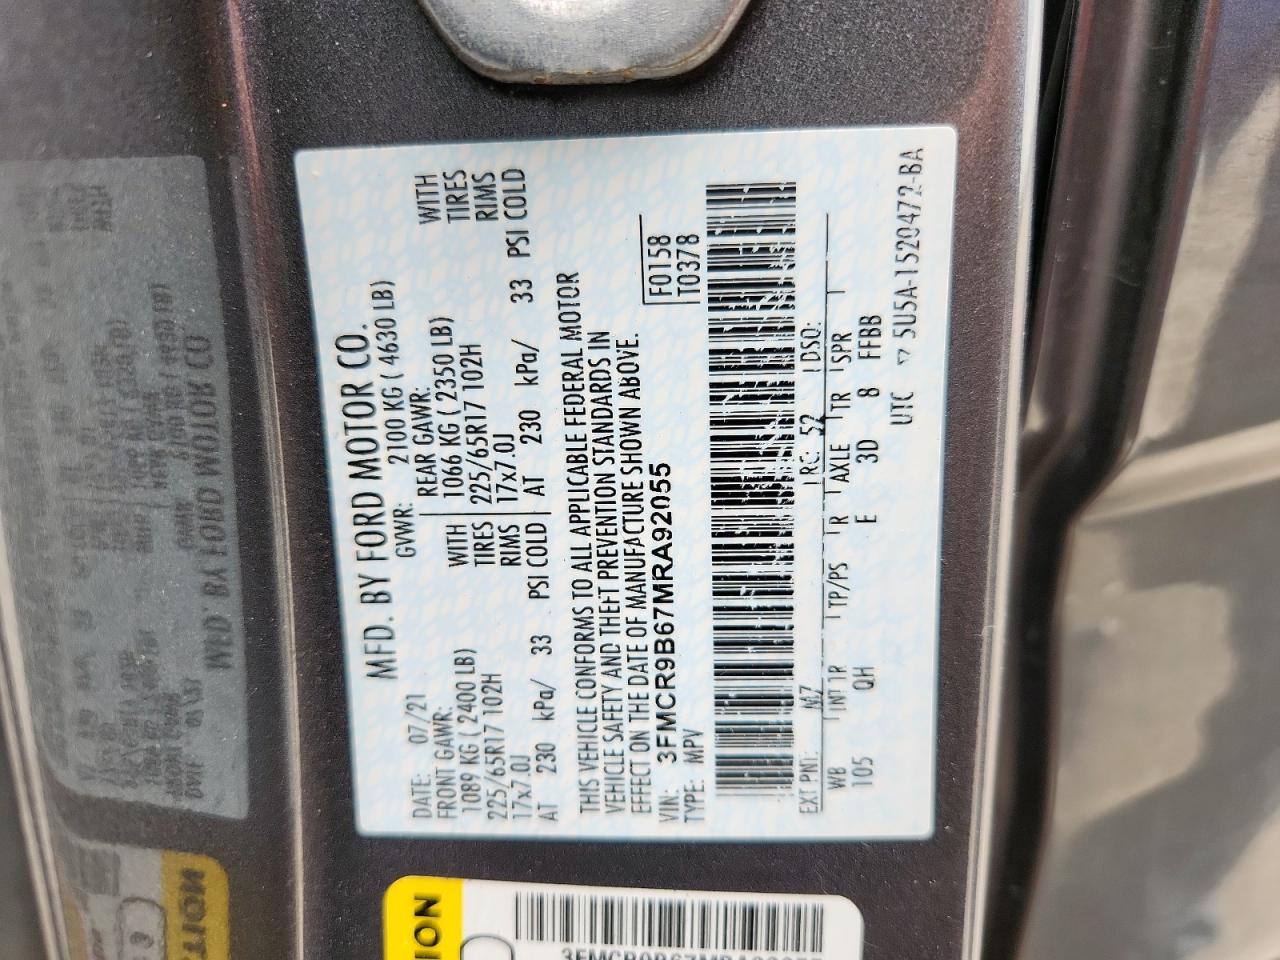 MFD. BY FORD MOTOR CO.
DATE: 07/21 GVWR: 2100 KG ( 4630 LB)
FRONT GAWR: REAR GAWR:
1089 KG ( 2400 LB) WITH 1066 KG ( 2350 LB) WITH
225/65R17 102H TIRES 225/65R17 102H TIRES
17x7.0J RIMS 17x7.0J RIMS
AT 230 kPa/ 33 PSI COLD AT 230 kPa/ 33 PSI COLD
THIS VEHICLE CONFORMS TO ALL APPLICABLE FEDERAL MOTOR
VEHICLE SAFETY AND THEFT PREVENTION STANDARDS IN
EFFECT ON THE DATE OF MANUFACTURE SHOWN ABOVE.
VIN: 3FMCR9B67MRA92055 F0158
TYPE: MPV T0378
EXT PNT: M7 RC: 52 DSO:
WB INT TR TP/PS R AXLE TR SPR
105 QH E 3D 8 FFBB
UTC ▽ 5U5A-1520472-BA
ION